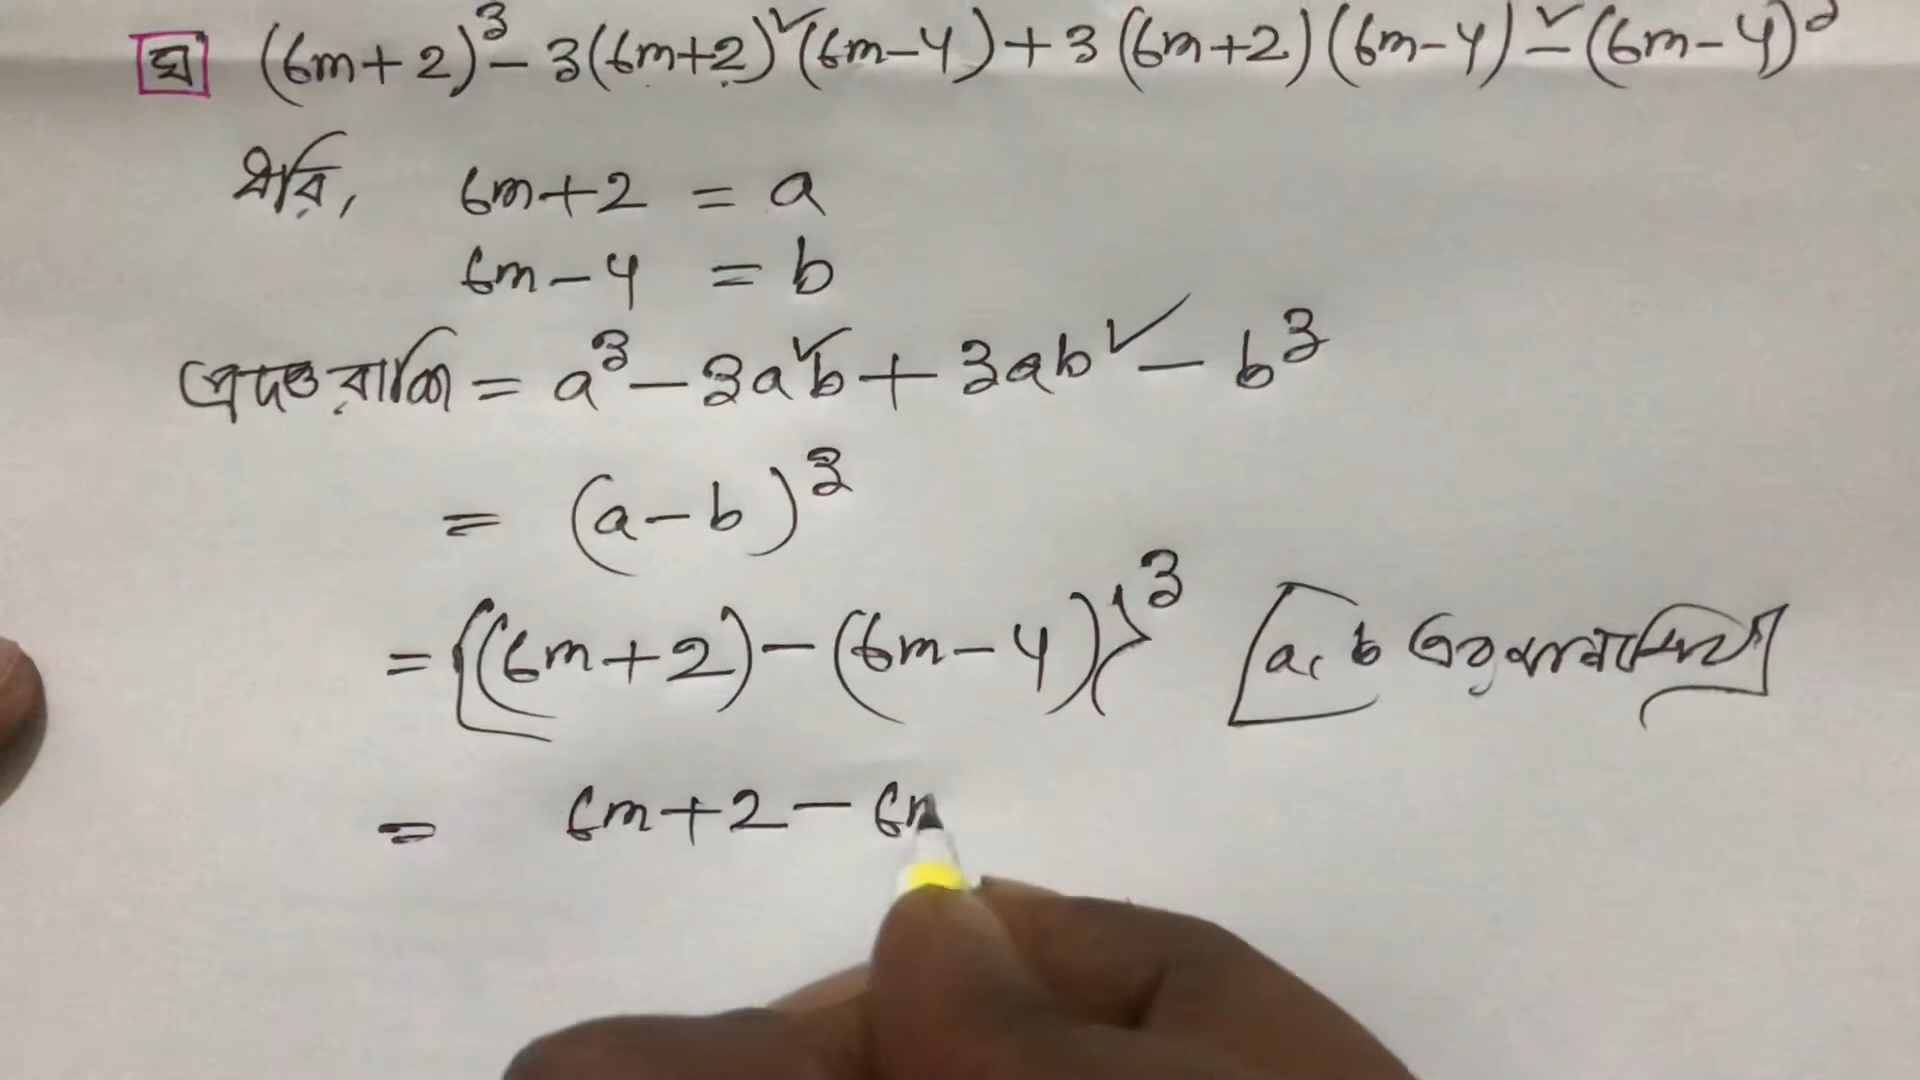 ঘ (6m+2)³ - 3(6m+2)²(6m-4) + 3(6m+2)(6m-4)² - (6m-4)³
ধরি, 6m+2 = a
6m-4 = b
প্রদত্ত রাশি = a³ - 3a²b + 3ab² - b³
= (a-b)³
= {(6m+2) - (6m-4)}³ [a, b এর মান বসিয়ে]
= 6m+2-6m